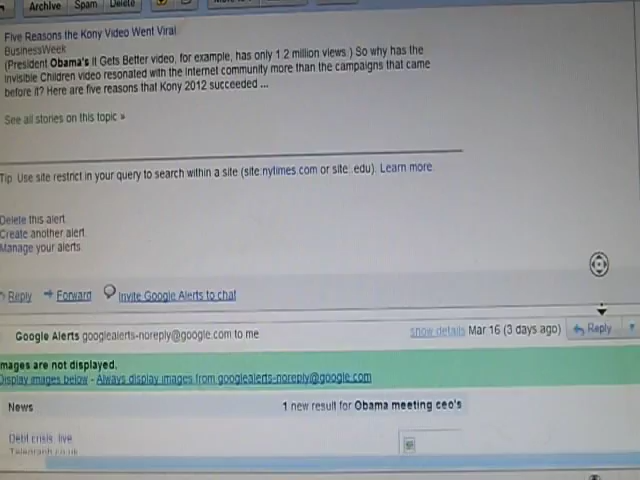 Archive Spam Delete
Five Reasons the Kony Video Went Viral
BusinessWeek
(President Obama's It Gets Better video, for example, has only 1.2 million views.) So why has the
Invisible Children video resonated with the Internet community more than the campaigns that came
before it? Here are five reasons that Kony 2012 succeeded ...
See all stories on this topic »
Tip: Use site restrict in your query to search within a site (site:nytimes.com or site:.edu). Learn more.
Delete this alert.
Create another alert.
Manage your alerts.
Reply Forward Invite Google Alerts to chat
Google Alerts googlealerts-noreply@google.com to me show details Mar 16 (3 days ago) Reply
mages are not displayed.
Display images below - Always display images from googlealerts-noreply@google.com
News 1 new result for Obama meeting ceo's
Debt crisis: live
Telegraph.co.uk